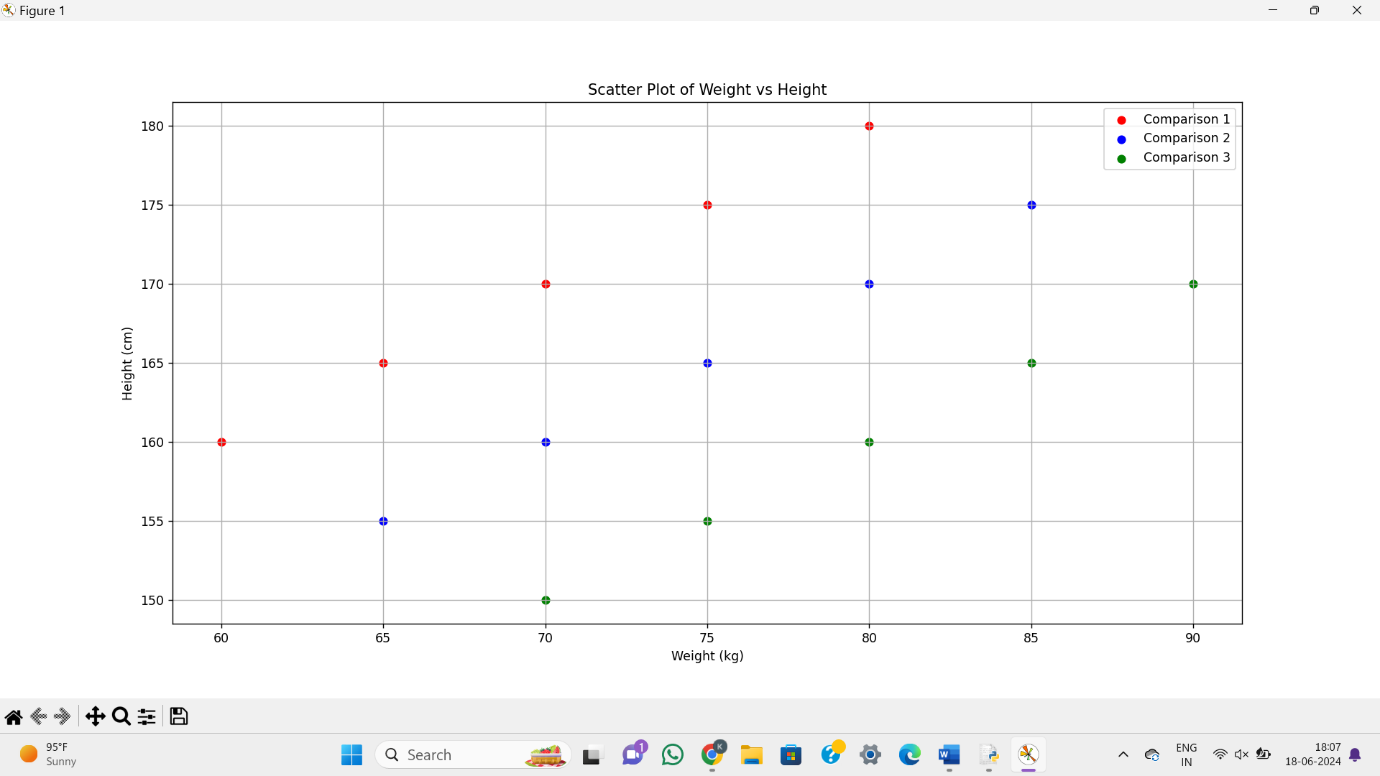 Figure 1
Scatter Plot of Weight vs Height
Comparison 1
Comparison 2
Comparison 3
180
175
170
165
160
155
150
Height (cm)
60 65 70 75 80 85 90
Weight (kg)
95°F
Sunny
Search
1
K
ENG
IN
18:07
18-06-2024